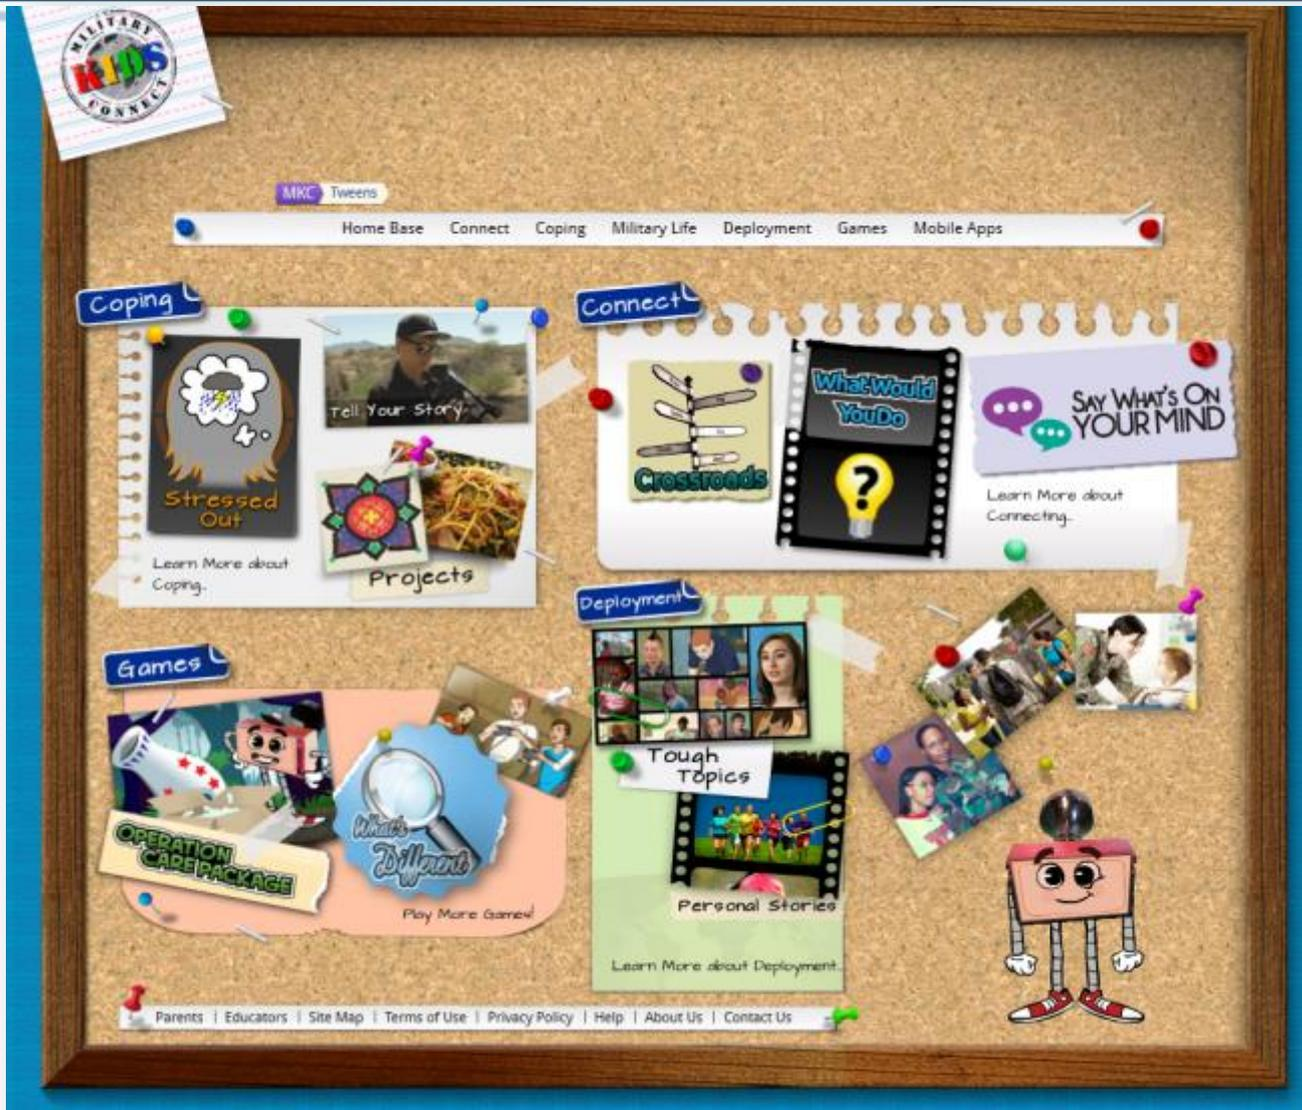 MILITARY
KIDS
CONNECT
MKC Tweens
Home Base Connect Coping Military Life Deployment Games Mobile Apps
Coping
Stressed
Out
Tell Your Story
Projects
Learn More about
Coping..
Connect
Crossroads
What Would
You Do
?
SAY WHAT'S ON
YOUR MIND
Learn More about
Connecting..
Games
OPERATION
CARE PACKAGE
What's
Different
Play More Games!
Deployment
Tough
Topics
Personal Stories
Learn More about Deployment..
Parents | Educators | Site Map | Terms of Use | Privacy Policy | Help | About Us | Contact Us